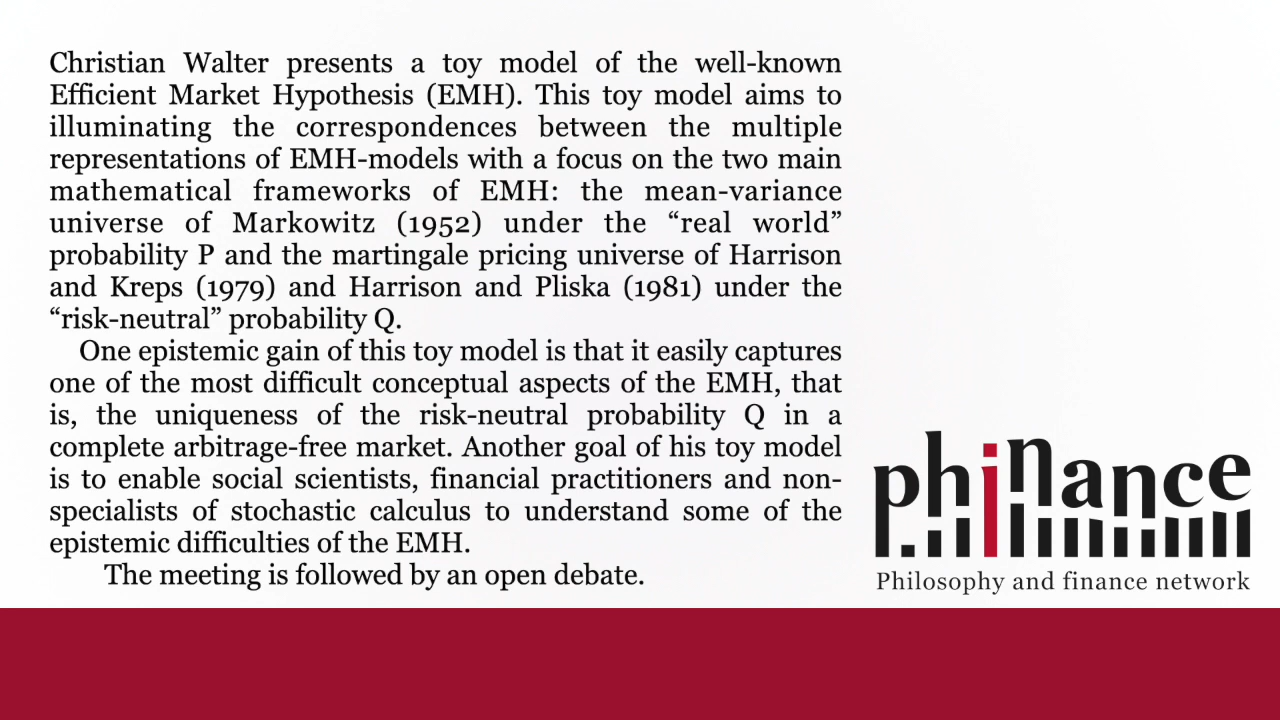 Christian Walter presents a toy model of the well-known
Efficient Market Hypothesis (EMH). This toy model aims to
illuminating the correspondences between the multiple
representations of EMH-models with a focus on the two main
mathematical frameworks of EMH: the mean-variance
universe of Markowitz (1952) under the “real world”
probability P and the martingale pricing universe of Harrison
and Kreps (1979) and Harrison and Pliska (1981) under the
“risk-neutral” probability Q.
One epistemic gain of this toy model is that it easily captures
one of the most difficult conceptual aspects of the EMH, that
is, the uniqueness of the risk-neutral probability Q in a
complete arbitrage-free market. Another goal of his toy model
is to enable social scientists, financial practitioners and non-
specialists of stochastic calculus to understand some of the
epistemic difficulties of the EMH.
The meeting is followed by an open debate.
phinance
Philosophy and finance network